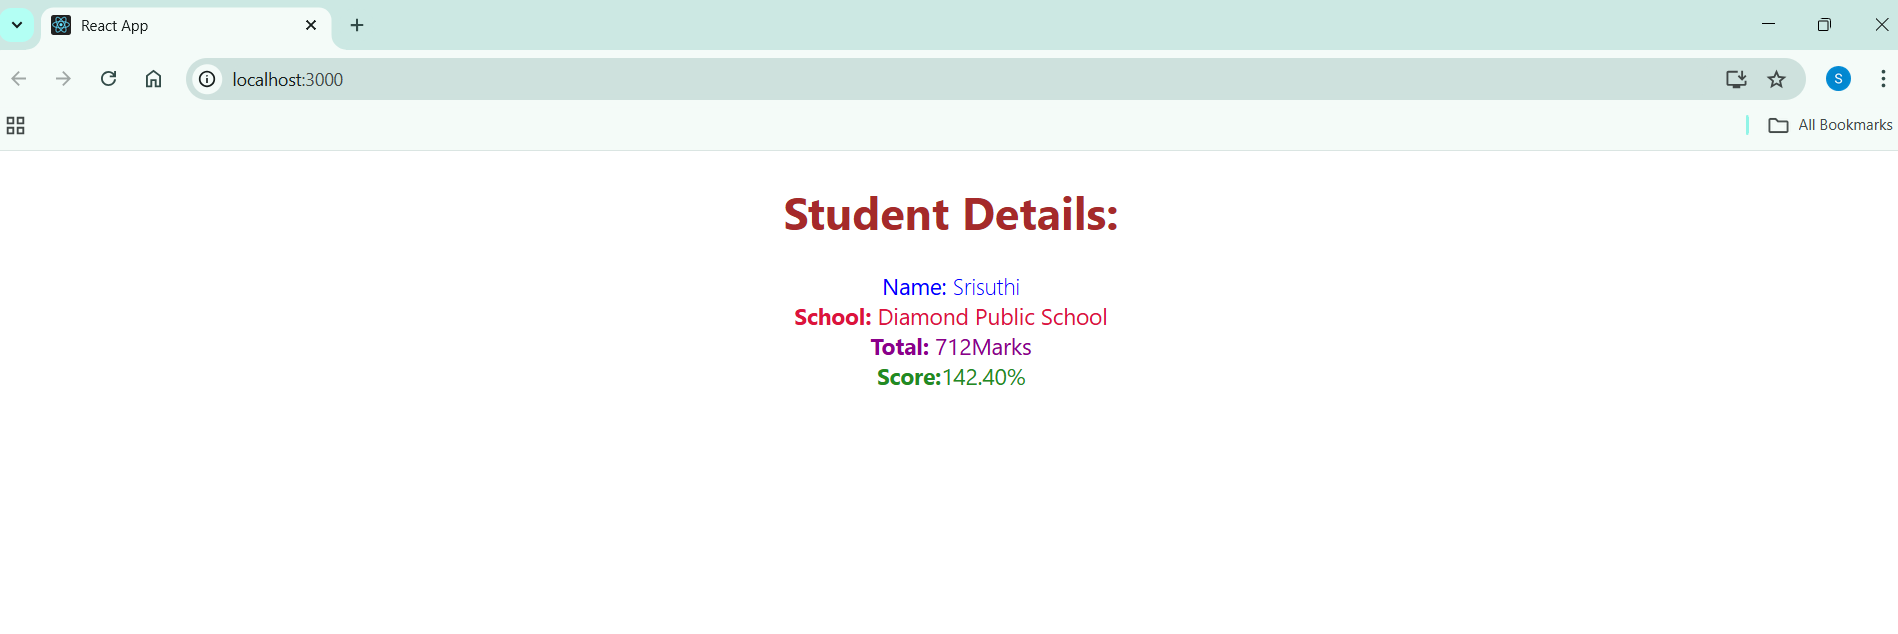 React App
localhost:3000
S
All Bookmarks
Student Details:
Name: Srisuthi
School: Diamond Public School
Total: 712Marks
Score:142.40%